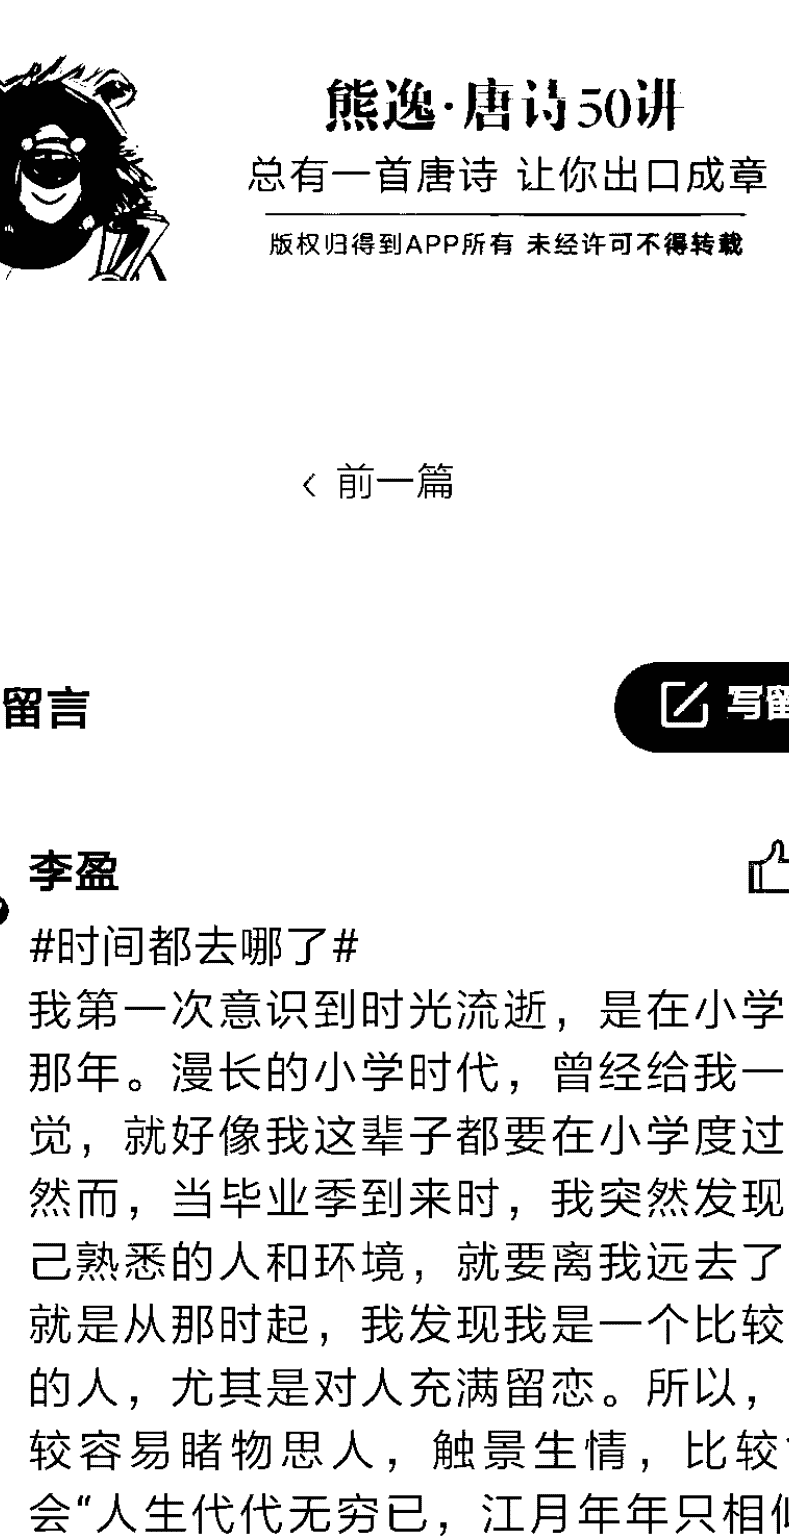 熊逸·唐诗50讲
总有一首唐诗 让你出口成章
版权归得到APP所有 未经许可不得转载
< 前一篇
留言
写留
李盈
#时间都去哪了#
我第一次意识到时光流逝，是在小学
那年。漫长的小学时代，曾经给我一
觉，就好像我这辈子都要在小学度过
然而，当毕业季到来时，我突然发现
己熟悉的人和环境，就要离我远去了
就是从那时起，我发现我是一个比较
的人，尤其是对人充满留恋。所以，
较容易睹物思人，触景生情，比较
会“人生代代无穷已，江月年年只相似